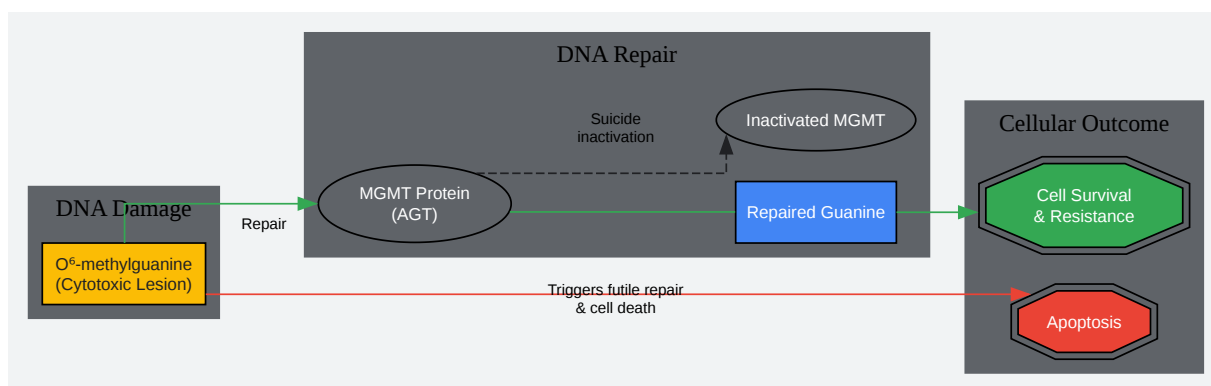 DNA Repair
Suicide
inactivation
Inactivated MGMT
Cellular Outcome
MGMT Protein
(AGT)
Repaired Guanine
Cell Survival
& Resistance
DNA Damage
Repair
O⁶-methylguanine
(Cytotoxic Lesion)
Triggers futile repair
& cell death
Apoptosis